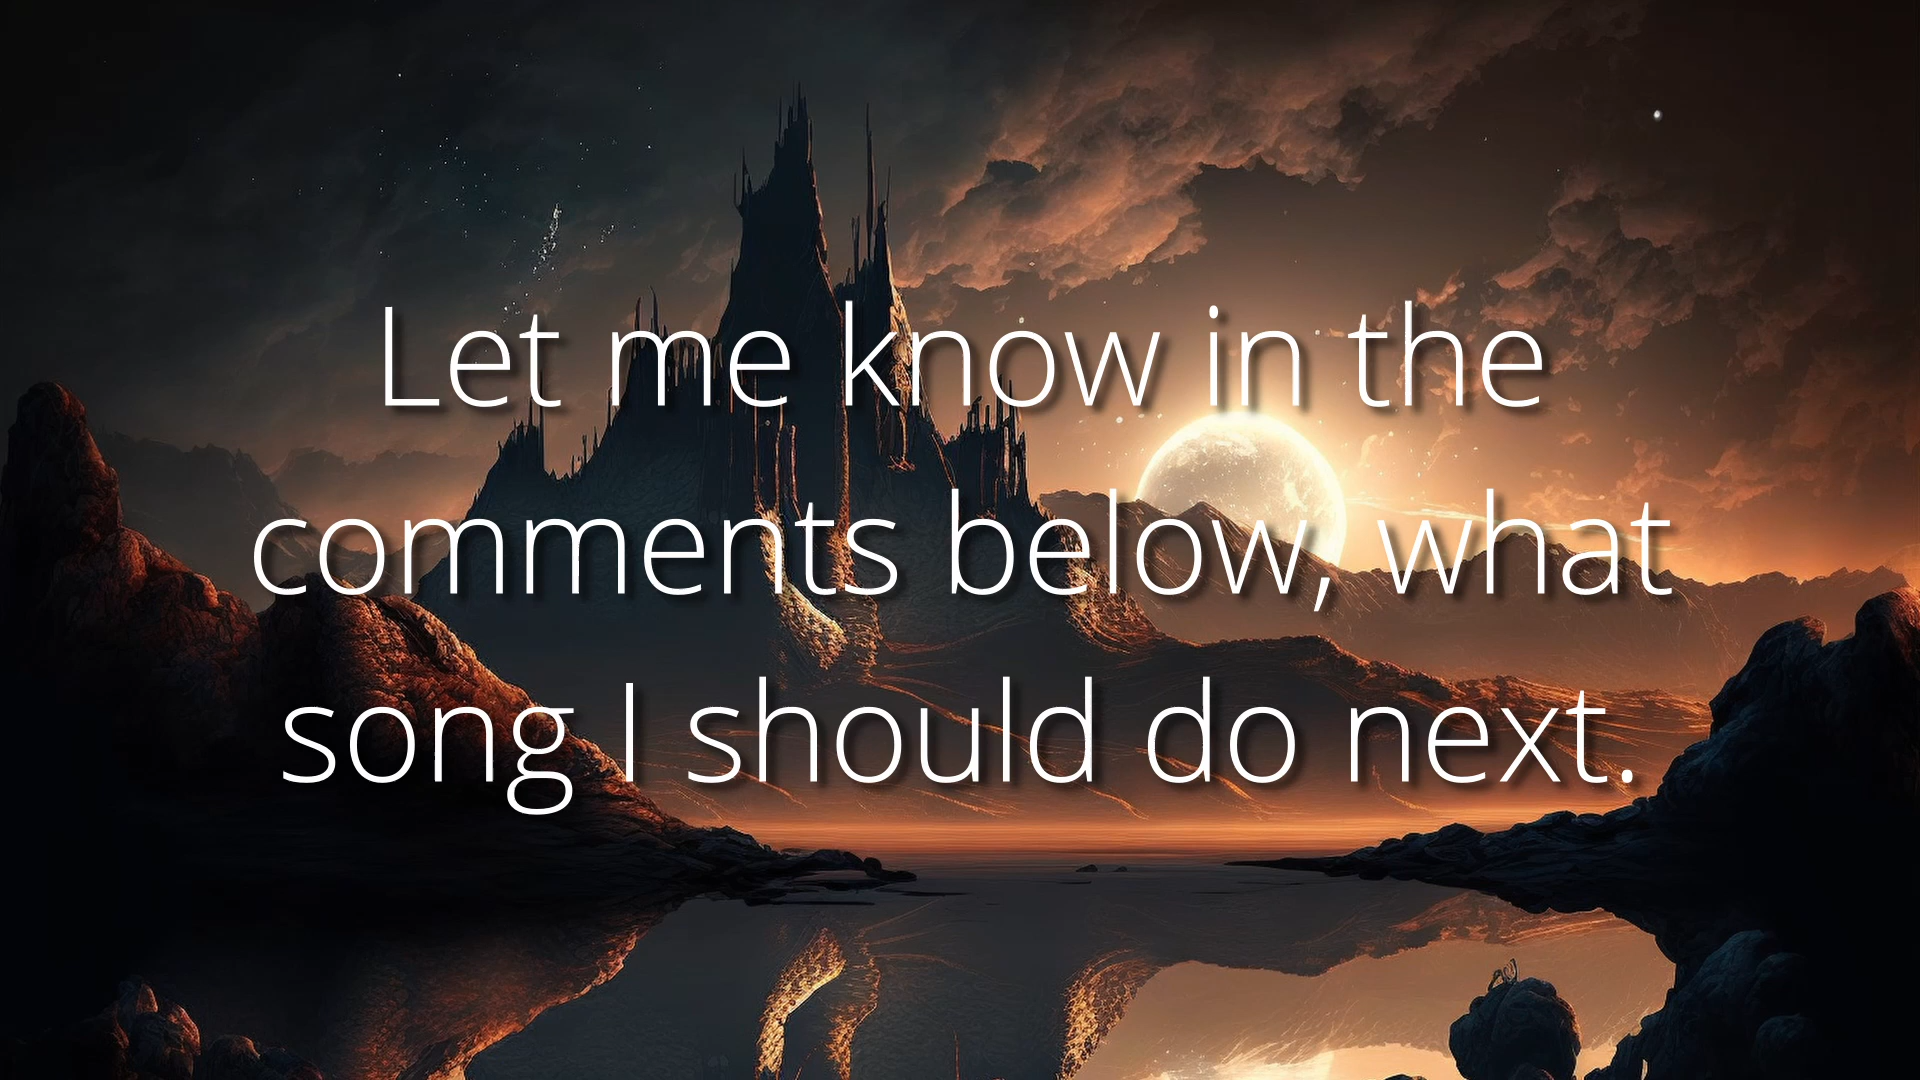 Let me know in the
comments below, what
song I should do next.